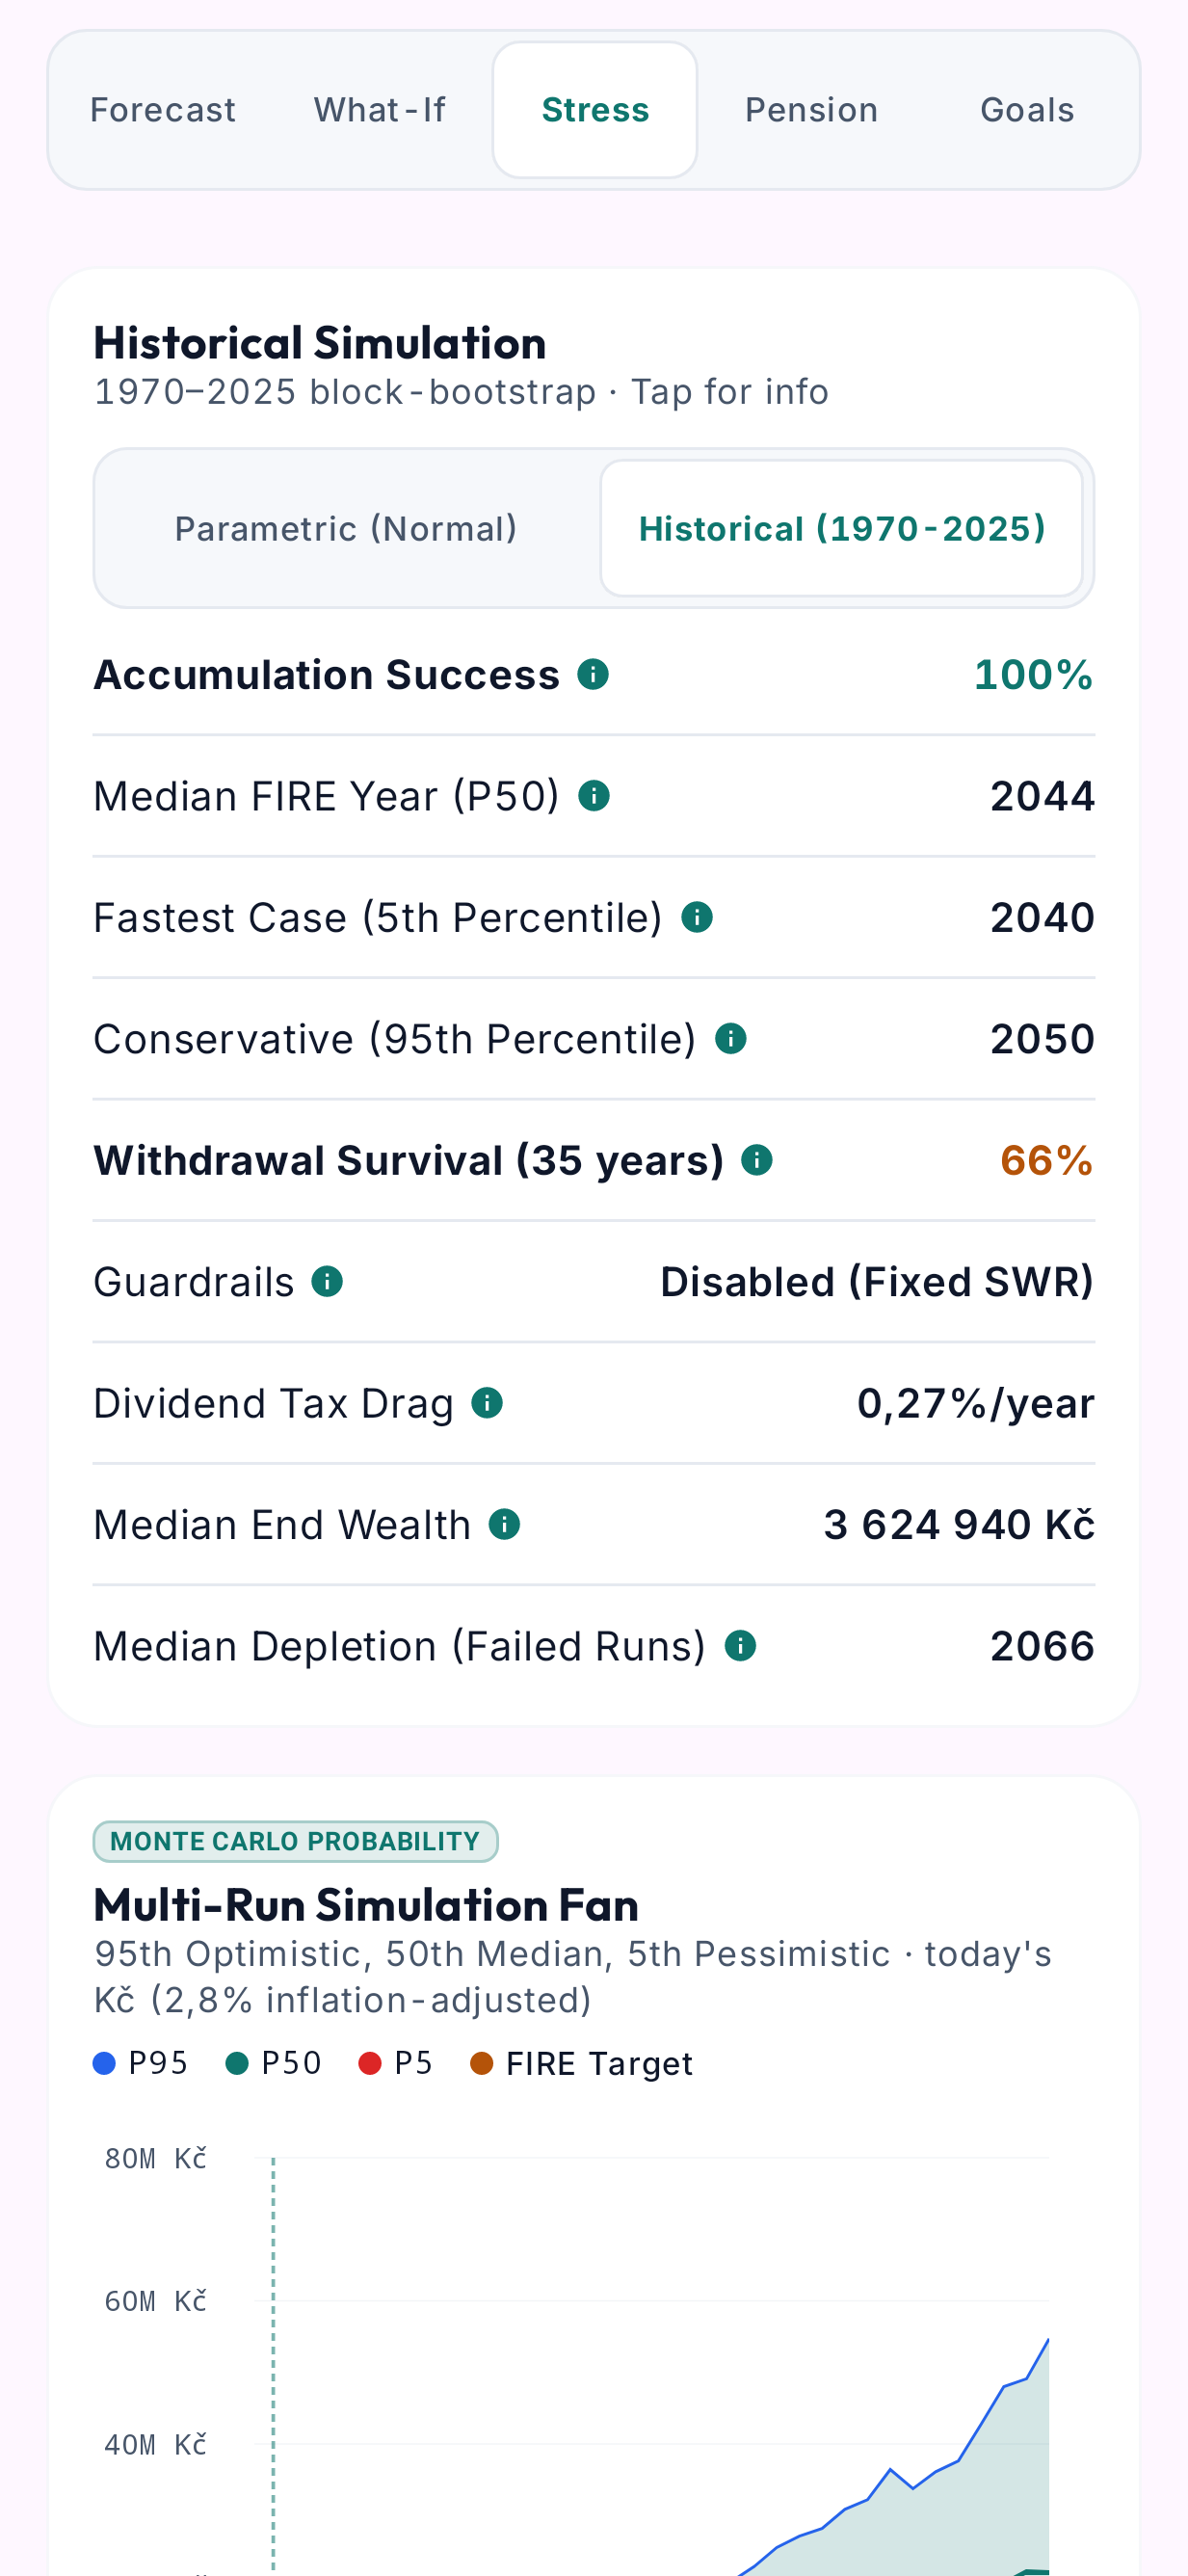 Forecast What-If Stress Pension Goals
Historical Simulation
1970–2025 block-bootstrap · Tap for info
Parametric (Normal) Historical (1970-2025)
Accumulation Success 100%
Median FIRE Year (P50) 2044
Fastest Case (5th Percentile) 2040
Conservative (95th Percentile) 2050
Withdrawal Survival (35 years) 66%
Guardrails Disabled (Fixed SWR)
Dividend Tax Drag 0,27%/year
Median End Wealth 3 624 940 Kč
Median Depletion (Failed Runs) 2066
MONTE CARLO PROBABILITY
Multi-Run Simulation Fan
95th Optimistic, 50th Median, 5th Pessimistic · today's
Kč (2,8% inflation-adjusted)
P95 P50 P5 FIRE Target
80M Kč
60M Kč
40M Kč